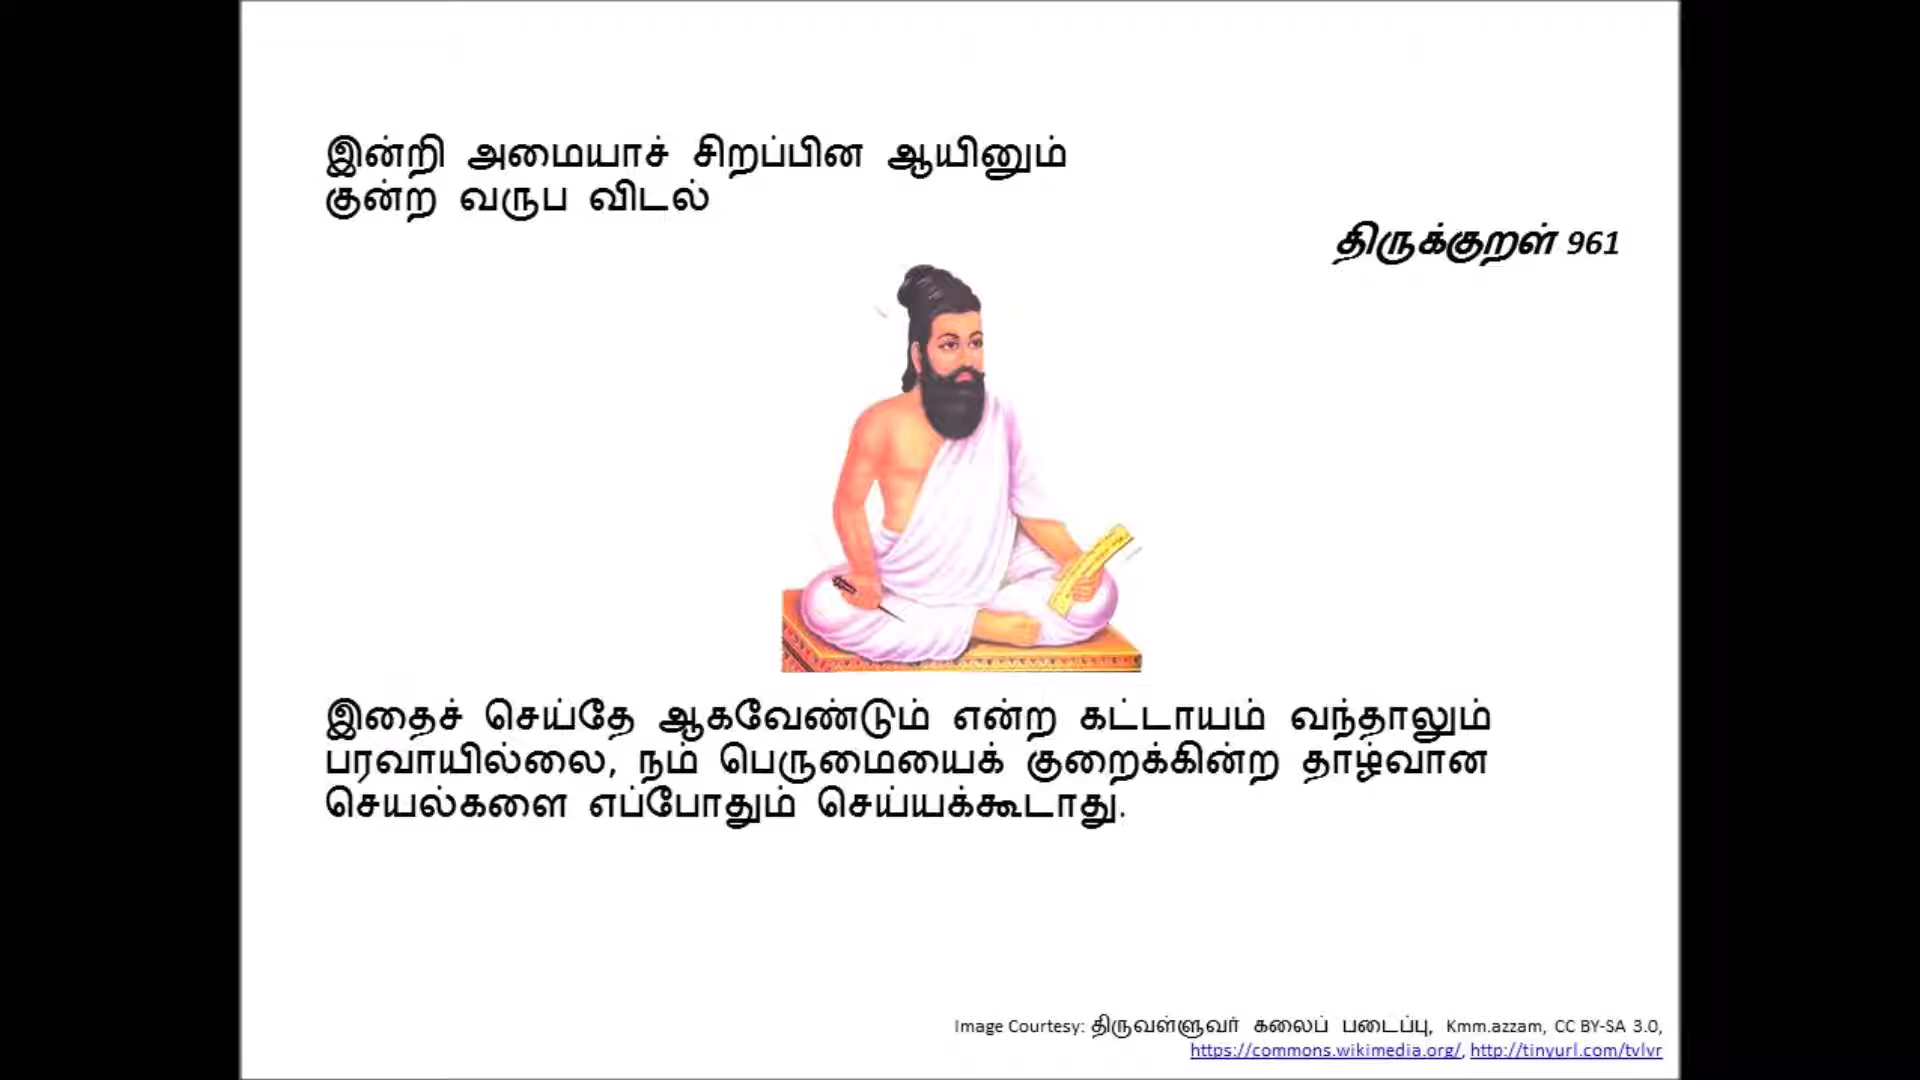 இன்றி அமையாச் சிறப்பின ஆயினும்
குன்ற வருப விடல்
திருக்குறள் 961
இதைச் செய்தே ஆகவேண்டும் என்ற கட்டாயம் வந்தாலும்
பரவாயில்லை, நம் பெருமையைக் குறைக்கின்ற தாழ்வான
செயல்களை எப்போதும் செய்யக்கூடாது.
Image Courtesy: திருவள்ளுவர் கலைப் படைப்பு, Kmm.azzam, CC BY-SA 3.0,
https://commons.wikimedia.org/, http://tinyurl.com/tvlvr